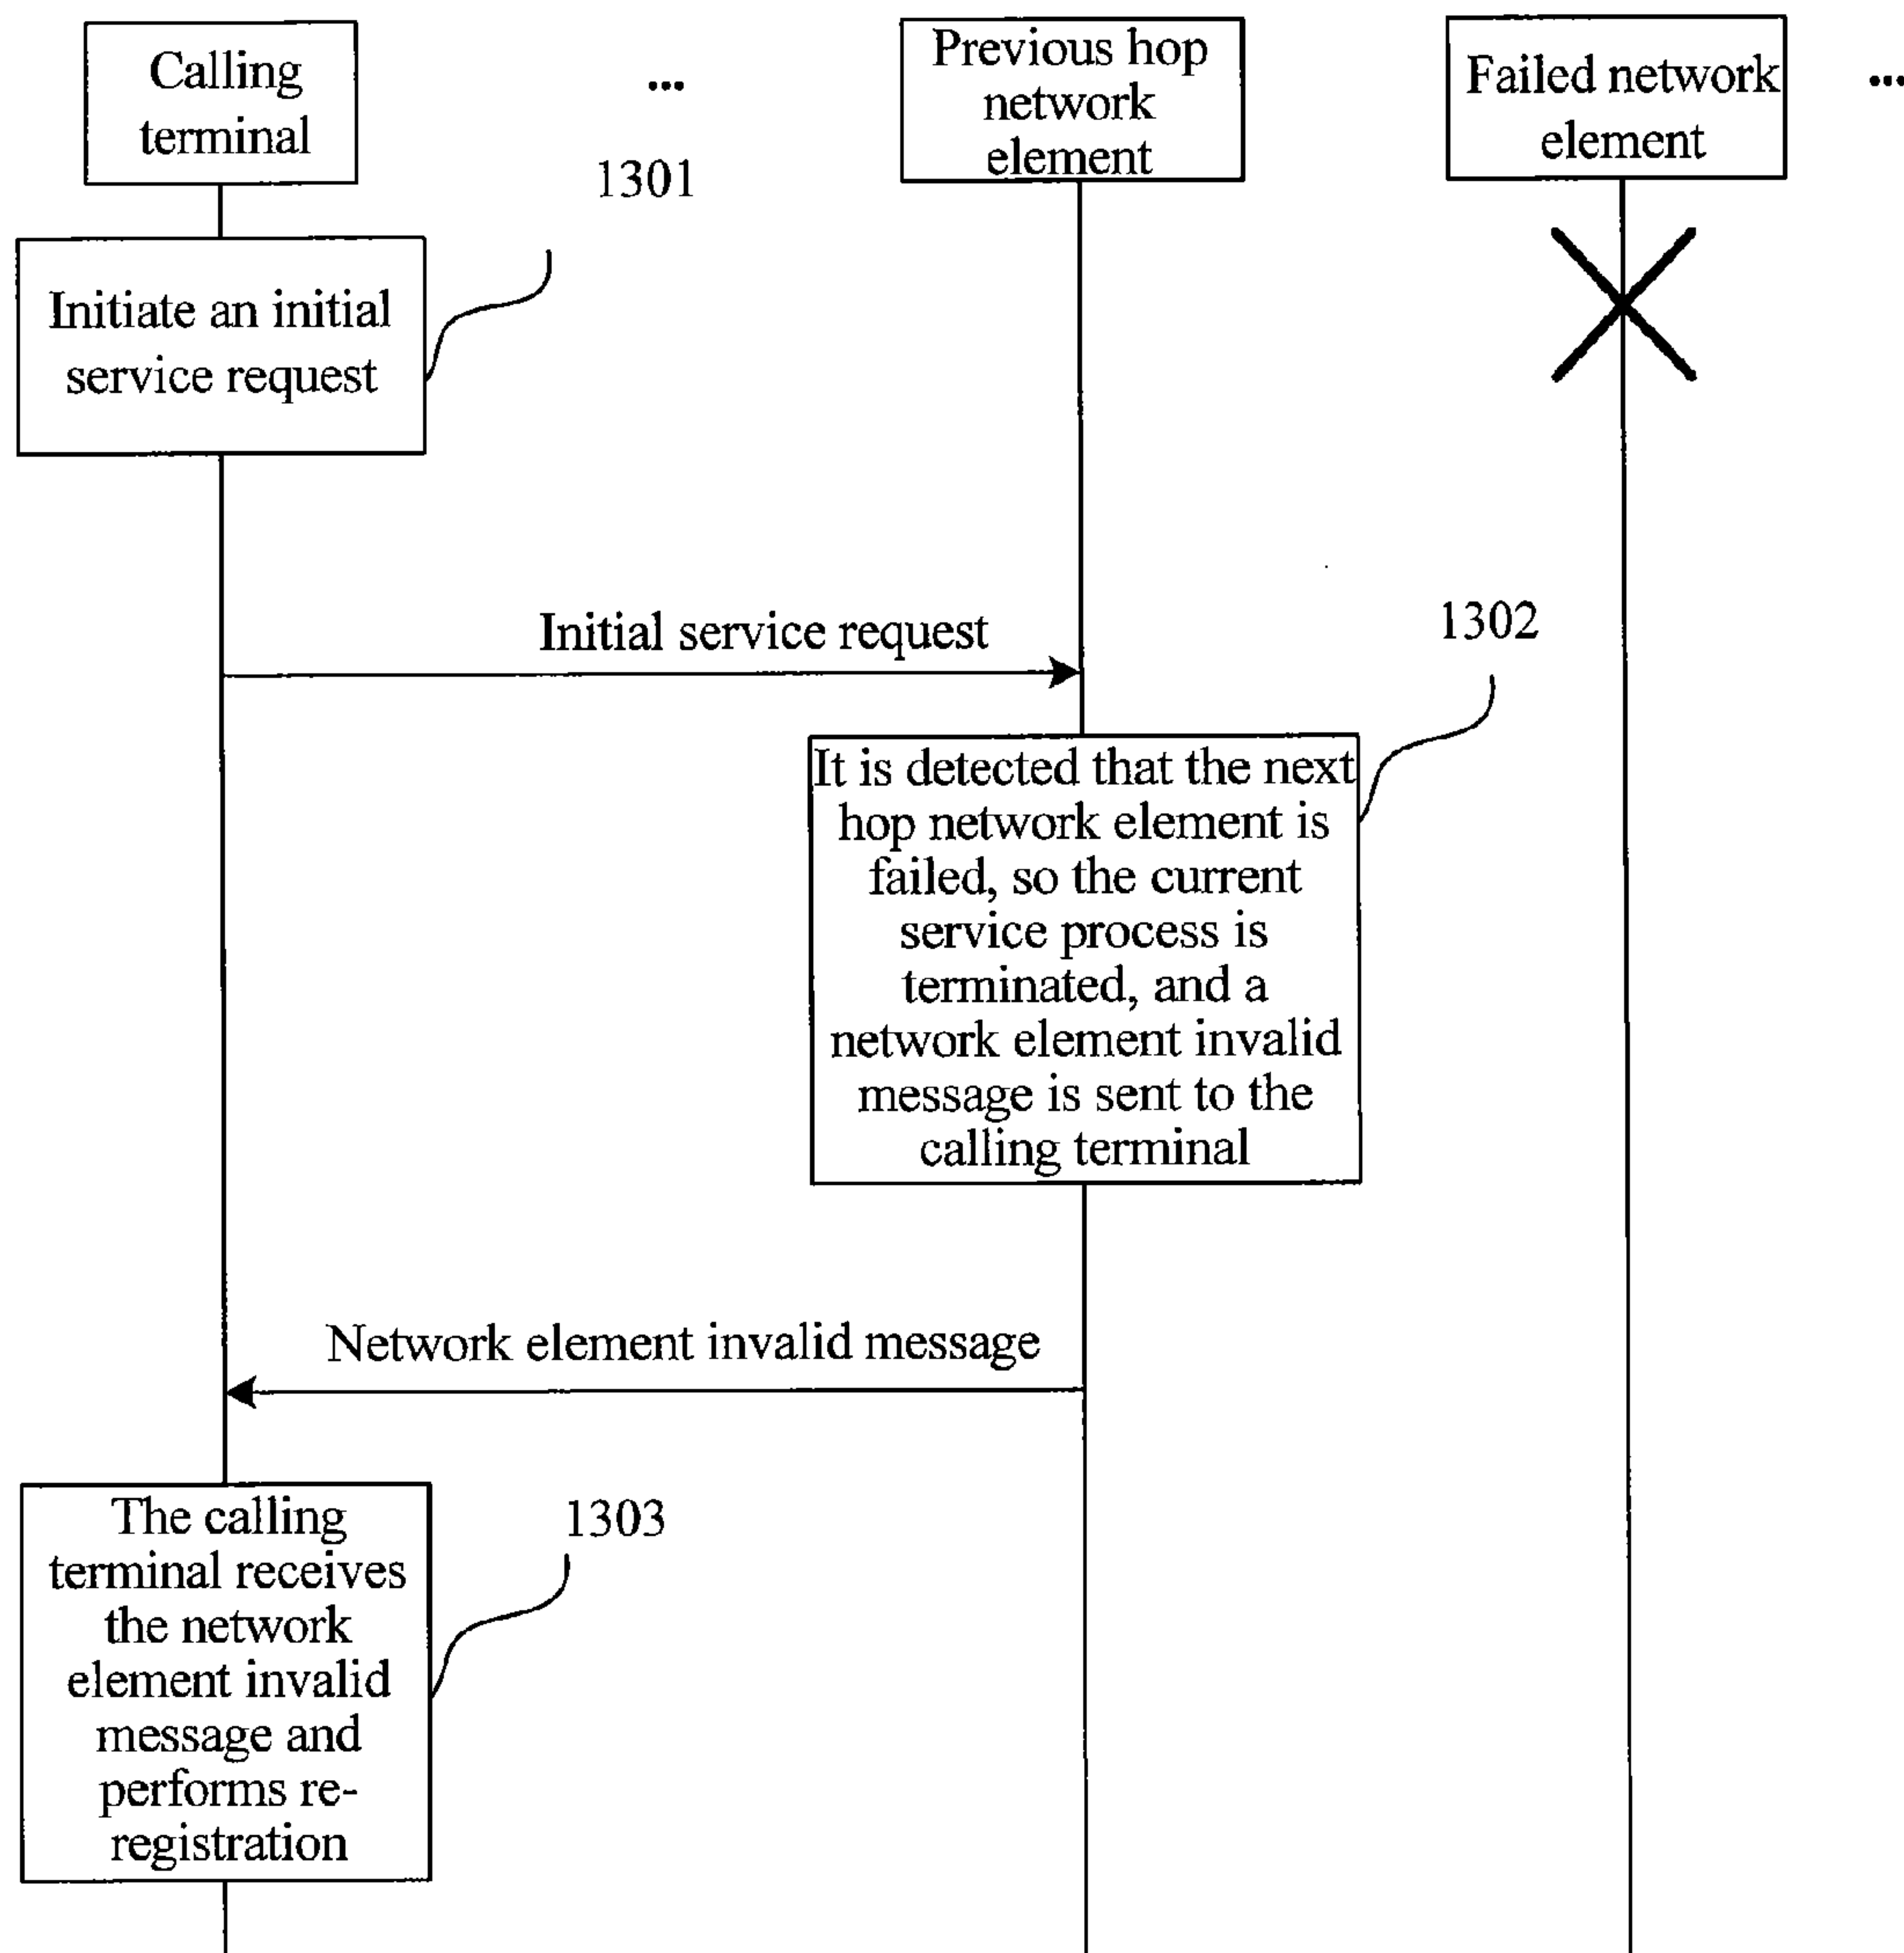 Calling
terminal
...
Previous hop
network
element
Failed network
element
...
1301
Initiate an initial
service request
Initial service request
1302
It is detected that the next
hop network element is
failed, so the current
service process is
terminated, and a
network element invalid
message is sent to the
calling terminal
Network element invalid message
The calling
terminal receives
the network
element invalid
message and
performs re-
registration
1303